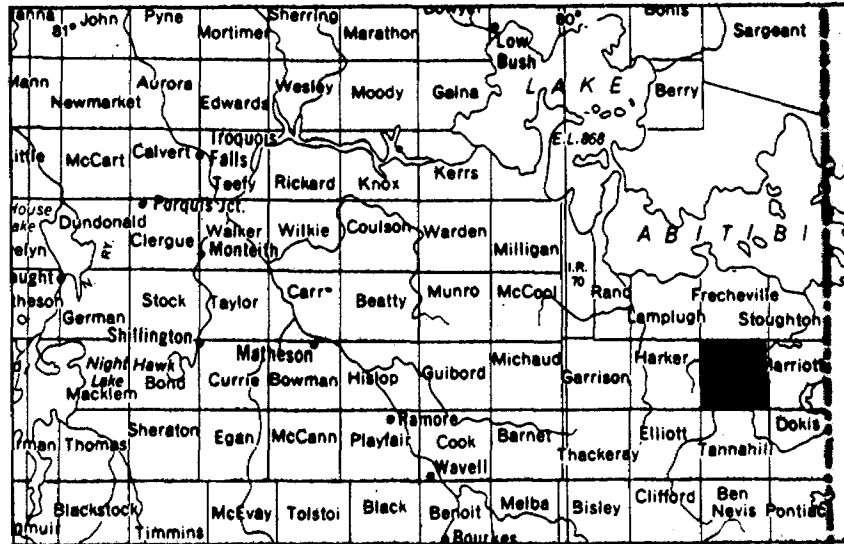 81° John
Pyne
Mortimer
Sherring
Marathon
Low
Bush
80°
Bonis
Sargeant
Newmarket
Aurora
Edwards
Wesley
Moody
Galna
LAKE
Berry
E.L. 868
McCart
Calvert
Iroquois
Falls
Teefy
Rickard
Knox
Kerrs
Dundonald
Porquis Jct.
RY.
Clergue
Walker
Monteith
Wilkie
Coulson
Warden
Milligan
ABITIBI
I.R.
70
Rand
German
Stock
Taylor
Carr
Beatty
Munro
McCool
Lamplugh
Frecheville
Stoughton
Shillington
Matheson
Night Hawk
Lake
Macklem
Bond
Currie
Bowman
Hislop
Guibord
Michaud
Garrison
Harker
Marriott
Thomas
Sheraton
Egan
McCann
Ramore
Playfair
Cook
Wavell
Barnet
Thackeray
Elliott
Tannahill
Dokis
Blackstock
Timmins
McEvay
Tolstoi
Black
Benoit
Bourkes
Melba
Bisley
Clifford
Ben
Nevis
Pontiac